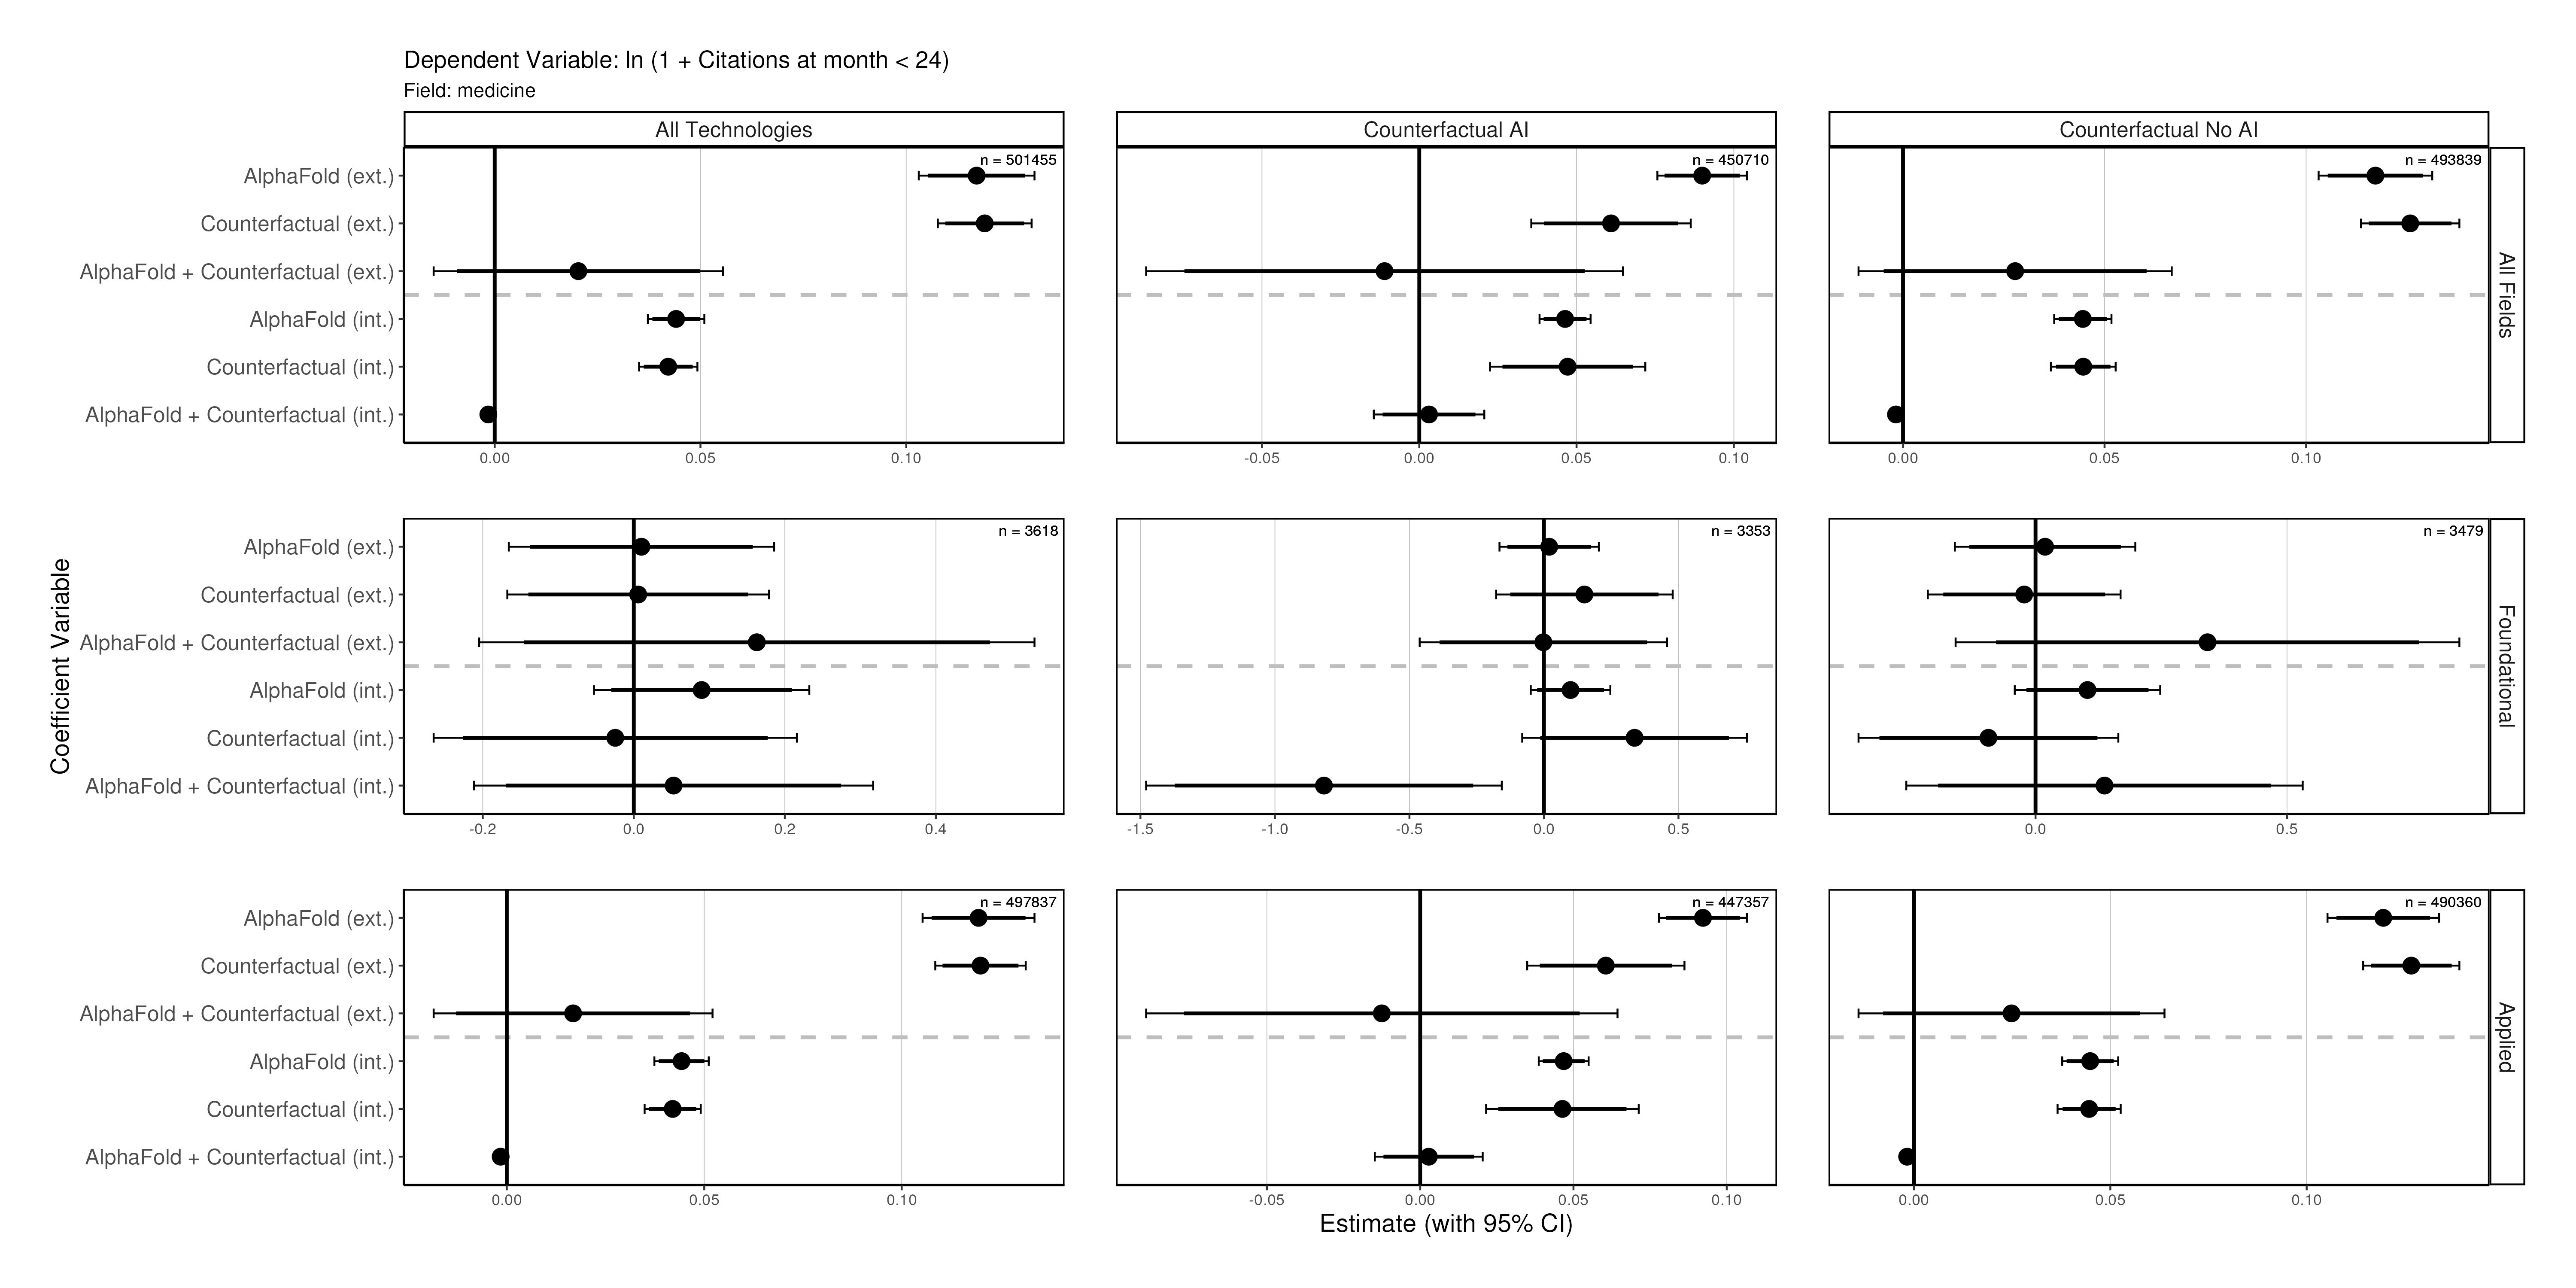 Dependent Variable: ln (1 + Citations at month < 24)
Field: medicine
All Technologies
Counterfactual AI
Counterfactual No AI
AlphaFold (ext.)
Counterfactual (ext.)
AlphaFold + Counterfactual (ext.)
AlphaFold (int.)
Counterfactual (int.)
AlphaFold + Counterfactual (int.)
n = 501455
n = 450710
n = 493839
All Fields
0.00 0.05 0.10
-0.05 0.00 0.05 0.10
0.00 0.05 0.10
Coefficient Variable
AlphaFold (ext.)
Counterfactual (ext.)
AlphaFold + Counterfactual (ext.)
AlphaFold (int.)
Counterfactual (int.)
AlphaFold + Counterfactual (int.)
n = 3618
n = 3353
n = 3479
Foundational
-0.2 0.0 0.2 0.4
-1.5 -1.0 -0.5 0.0 0.5
0.0 0.5
AlphaFold (ext.)
Counterfactual (ext.)
AlphaFold + Counterfactual (ext.)
AlphaFold (int.)
Counterfactual (int.)
AlphaFold + Counterfactual (int.)
n = 497837
n = 447357
n = 490360
Applied
0.00 0.05 0.10
-0.05 0.00 0.05 0.10
0.00 0.05 0.10
Estimate (with 95% CI)